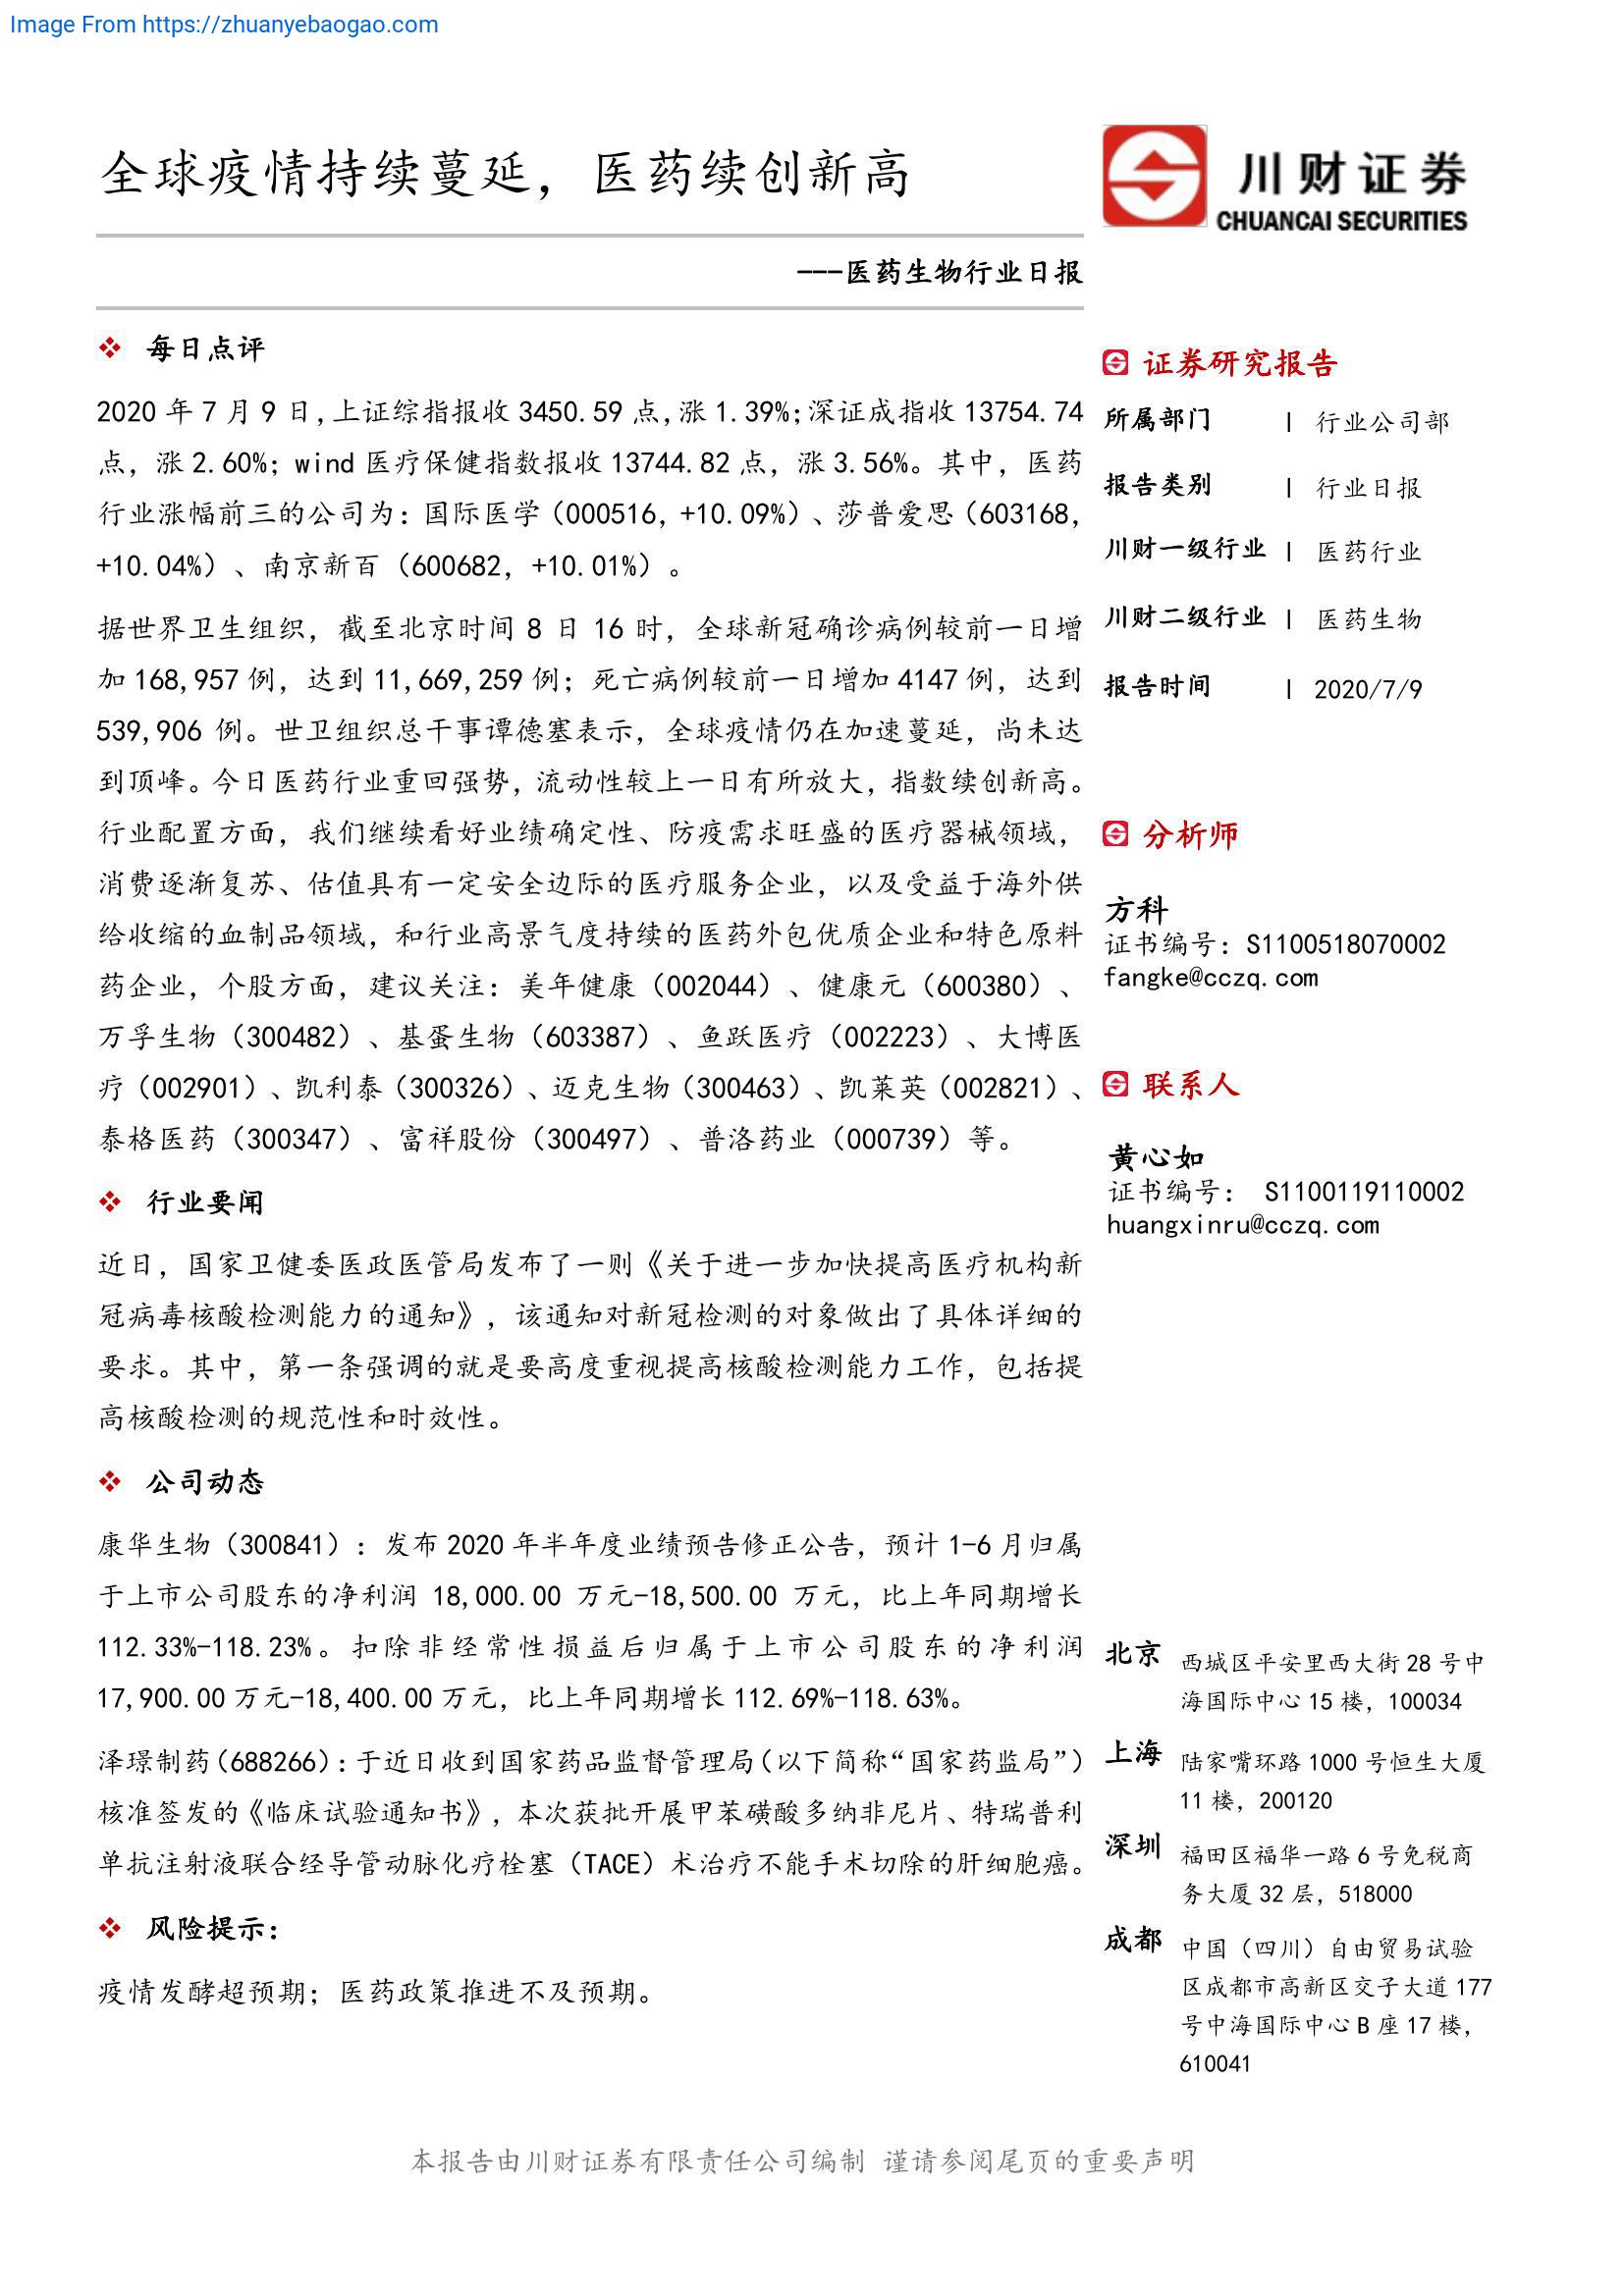 Image From https://zhuanyebaogao.com
全球疫情持续蔓延，医药续创新高
川财证券
CHUANCAI SECURITIES
---医药生物行业日报
❖ 每日点评
2020 年 7 月 9 日，上证综指报收 3450.59 点，涨 1.39%；深证成指收 13754.74
点，涨 2.60%；wind 医疗保健指数报收 13744.82 点，涨 3.56%。其中，医药
行业涨幅前三的公司为：国际医学（000516，+10.09%）、莎普爱思（603168，
+10.04%）、南京新百（600682，+10.01%）。
据世界卫生组织，截至北京时间 8 日 16 时，全球新冠确诊病例较前一日增
加 168,957 例，达到 11,669,259 例；死亡病例较前一日增加 4147 例，达到
539,906 例。世卫组织总干事谭德塞表示，全球疫情仍在加速蔓延，尚未达
到顶峰。今日医药行业重回强势，流动性较上一日有所放大，指数续创新高。
行业配置方面，我们继续看好业绩确定性、防疫需求旺盛的医疗器械领域，
消费逐渐复苏、估值具有一定安全边际的医疗服务企业，以及受益于海外供
给收缩的血制品领域，和行业高景气度持续的医药外包优质企业和特色原料
药企业，个股方面，建议关注：美年健康（002044）、健康元（600380）、
万孚生物（300482）、基蛋生物（603387）、鱼跃医疗（002223）、大博医
疗（002901）、凯利泰（300326）、迈克生物（300463）、凯莱英（002821）、
泰格医药（300347）、富祥股份（300497）、普洛药业（000739）等。
❖ 行业要闻
近日，国家卫健委医政医管局发布了一则《关于进一步加快提高医疗机构新
冠病毒核酸检测能力的通知》，该通知对新冠检测的对象做出了具体详细的
要求。其中，第一条强调的就是要高度重视提高核酸检测能力工作，包括提
高核酸检测的规范性和时效性。
❖ 公司动态
康华生物（300841）：发布 2020 年半年度业绩预告修正公告，预计 1-6 月归属
于上市公司股东的净利润 18,000.00 万元-18,500.00 万元，比上年同期增长
112.33%-118.23%。扣除非经常性损益后归属于上市公司股东的净利润
17,900.00 万元-18,400.00 万元，比上年同期增长 112.69%-118.63%。
泽璟制药（688266）：于近日收到国家药品监督管理局（以下简称“国家药监局”）
核准签发的《临床试验通知书》，本次获批开展甲苯磺酸多纳非尼片、特瑞普利
单抗注射液联合经导管动脉化疗栓塞（TACE）术治疗不能手术切除的肝细胞癌。
❖ 风险提示：
疫情发酵超预期；医药政策推进不及预期。
证券研究报告
所属部门 | 行业公司部
报告类别 | 行业日报
川财一级行业 | 医药行业
川财二级行业 | 医药生物
报告时间 | 2020/7/9
分析师
方科
证书编号：S1100518070002
fangke@cczq.com
联系人
黄心如
证书编号： S1100119110002
huangxinru@cczq.com
北京 西城区平安里西大街 28 号中
海国际中心 15 楼，100034
上海 陆家嘴环路 1000 号恒生大厦
11 楼，200120
深圳 福田区福华一路 6 号免税商
务大厦 32 层，518000
成都 中国（四川）自由贸易试验
区成都市高新区交子大道 177
号中海国际中心 B 座 17 楼，
610041
本报告由川财证券有限责任公司编制 谨请参阅尾页的重要声明